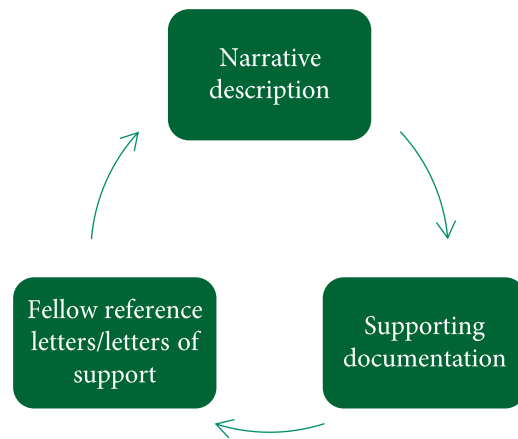 Narrative
description
Fellow reference
letters/letters of
support
Supporting
documentation